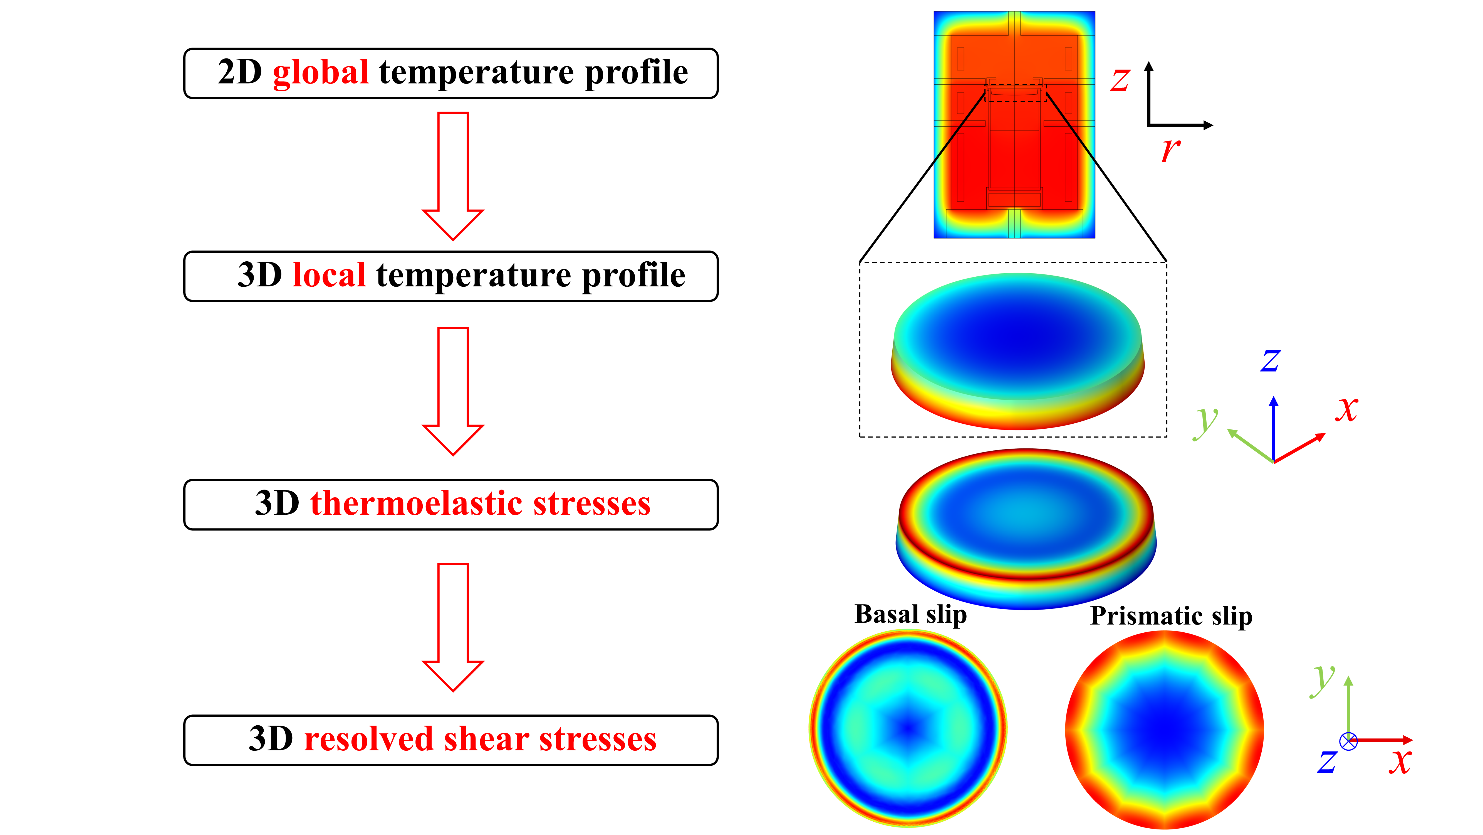 2D global temperature profile
z
r
3D local temperature profile
z
y
x
3D thermoelastic stresses
Basal slip
Prismatic slip
y
3D resolved shear stresses
z
x